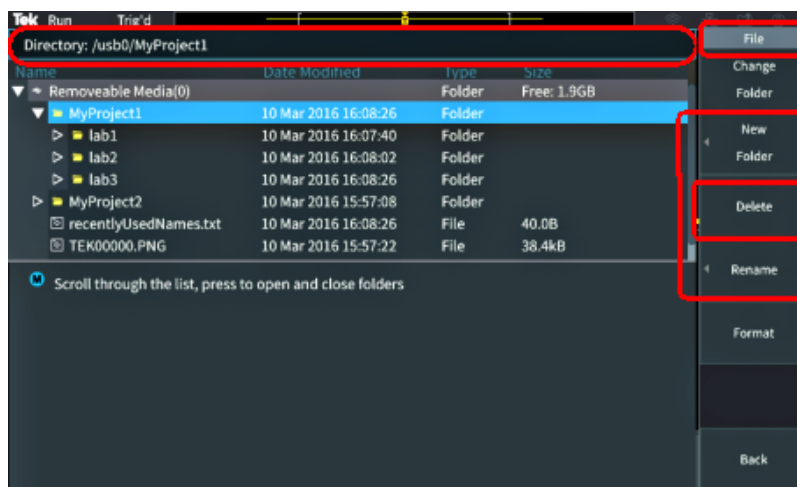 Tek Run Trig'd
Directory: /usb0/MyProject1
Name Date Modified Type Size
Removeable Media(0) Folder Free: 1.9GB
MyProject1 10 Mar 2016 16:08:26 Folder
lab1 10 Mar 2016 16:07:40 Folder
lab2 10 Mar 2016 16:08:02 Folder
lab3 10 Mar 2016 16:08:26 Folder
MyProject2 10 Mar 2016 15:57:08 Folder
recentlyUsedNames.txt 10 Mar 2016 16:08:26 File 40.0B
TEK00000.PNG 10 Mar 2016 15:57:22 File 38.4kB
M Scroll through the list, press to open and close folders
File
Change
Folder
New
Folder
Delete
Rename
Format
Back